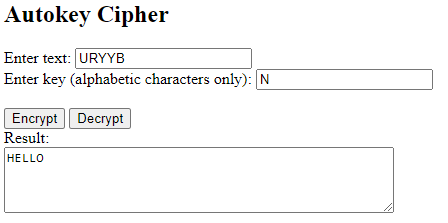 Autokey Cipher
Enter text: URYYB
Enter key (alphabetic characters only): N
Encrypt Decrypt
Result:
HELLO